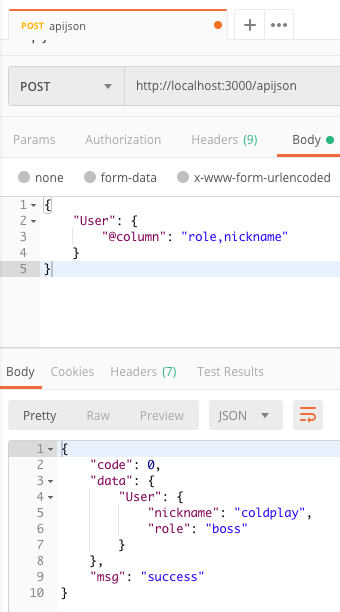 POST apijson
POST http://localhost:3000/apijson
Params Authorization Headers (9) Body
none form-data x-www-form-urlencoded
1 {
2 "User": {
3 "@column": "role,nickname"
4 }
5 }
Body Cookies Headers (7) Test Results
Pretty Raw Preview JSON
1 {
2 "code": 0,
3 "data": {
4 "User": {
5 "nickname": "coldplay",
6 "role": "boss"
7 }
8 },
9 "msg": "success"
10 }